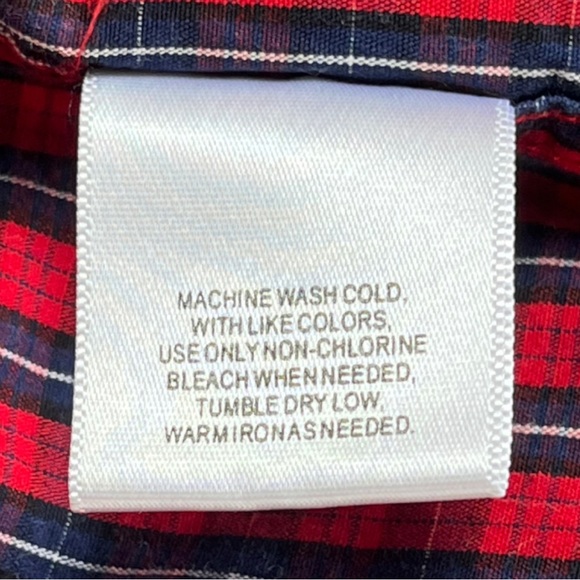 MACHINE WASH COLD,
WITH LIKE COLORS,
USE ONLY NON-CHLORINE
BLEACH WHEN NEEDED,
TUMBLE DRY LOW,
WARM IRON AS NEEDED.